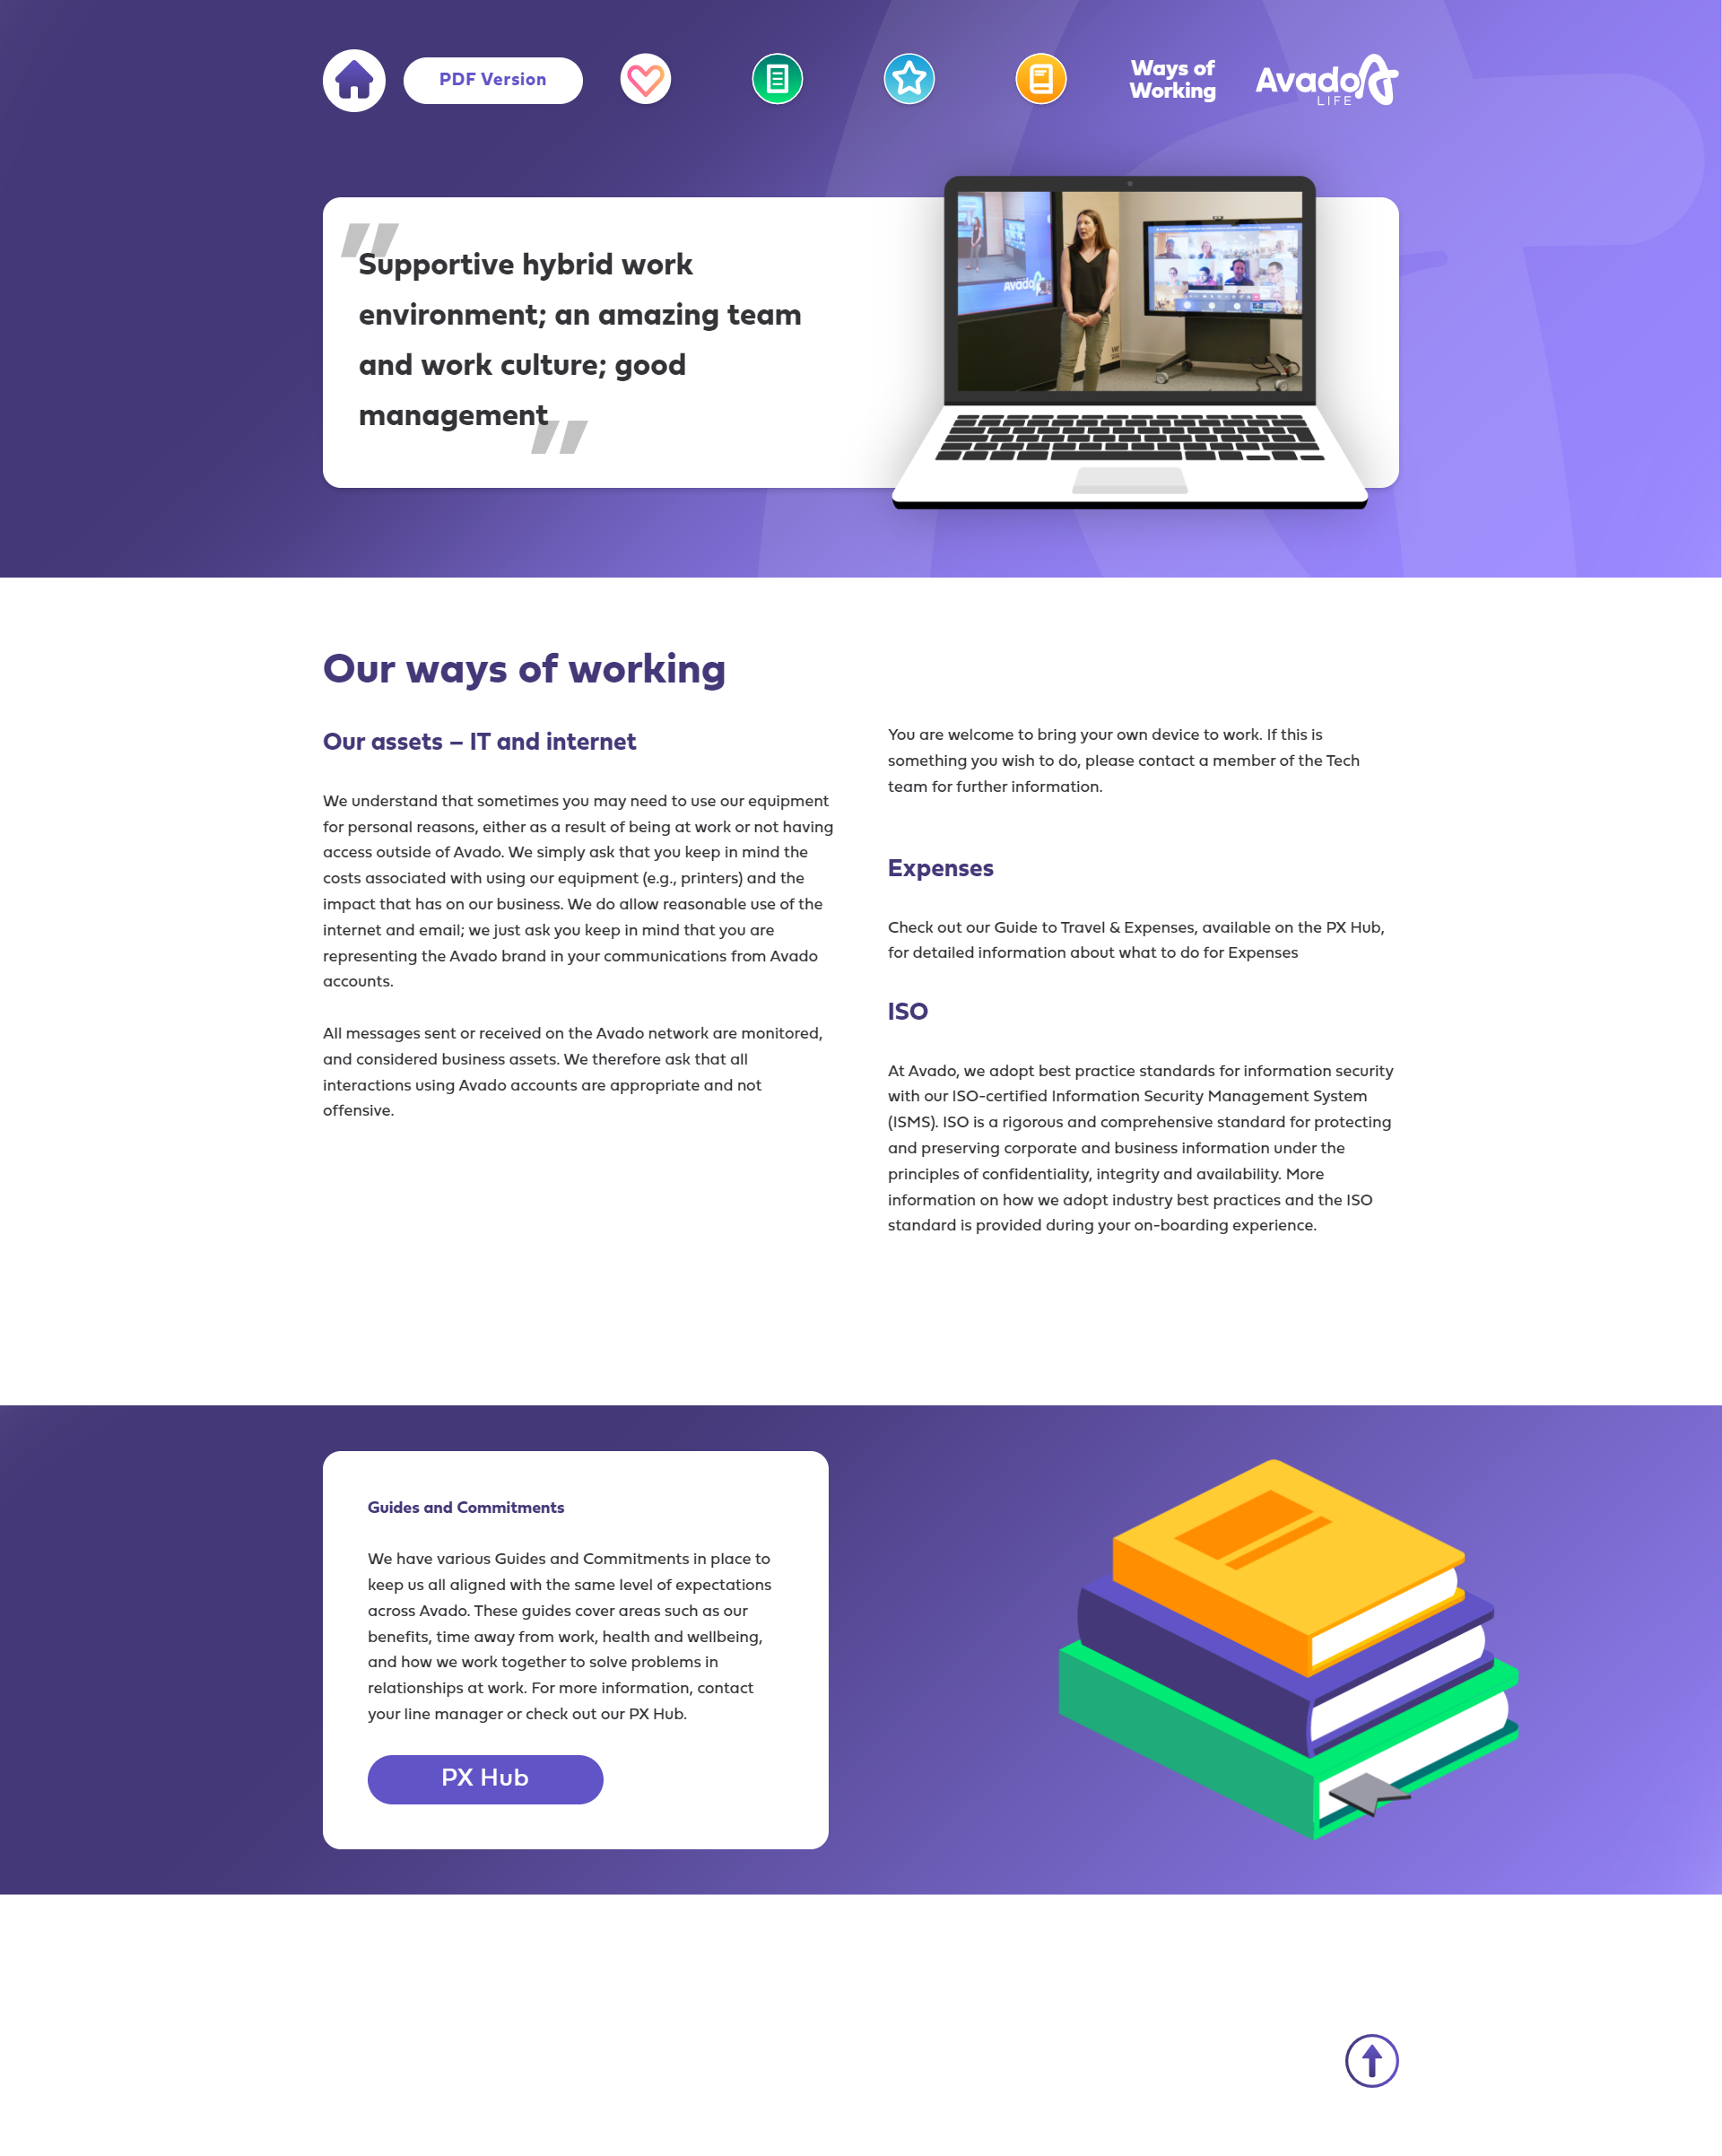 PDF Version
Ways of
Working
Avado
LIFE
"Supportive hybrid work
environment; an amazing team
and work culture; good
management"
Avado
Our ways of working
Our assets – IT and internet
We understand that sometimes you may need to use our equipment
for personal reasons, either as a result of being at work or not having
access outside of Avado. We simply ask that you keep in mind the
costs associated with using our equipment (e.g., printers) and the
impact that has on our business. We do allow reasonable use of the
internet and email; we just ask you keep in mind that you are
representing the Avado brand in your communications from Avado
accounts.
All messages sent or received on the Avado network are monitored,
and considered business assets. We therefore ask that all
interactions using Avado accounts are appropriate and not
offensive.
You are welcome to bring your own device to work. If this is
something you wish to do, please contact a member of the Tech
team for further information.
Expenses
Check out our Guide to Travel & Expenses, available on the PX Hub,
for detailed information about what to do for Expenses
ISO
At Avado, we adopt best practice standards for information security
with our ISO-certified Information Security Management System
(ISMS). ISO is a rigorous and comprehensive standard for protecting
and preserving corporate and business information under the
principles of confidentiality, integrity and availability. More
information on how we adopt industry best practices and the ISO
standard is provided during your on-boarding experience.
Guides and Commitments
We have various Guides and Commitments in place to
keep us all aligned with the same level of expectations
across Avado. These guides cover areas such as our
benefits, time away from work, health and wellbeing,
and how we work together to solve problems in
relationships at work. For more information, contact
your line manager or check out our PX Hub.
PX Hub